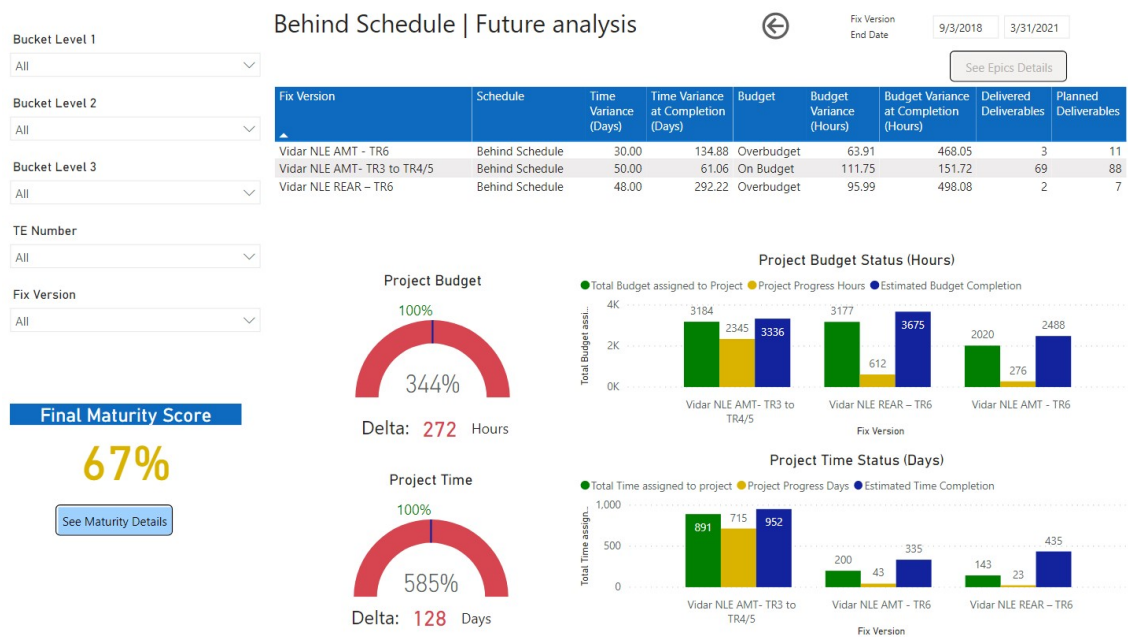 Behind Schedule | Future analysis
Fix Version
End Date
9/3/2018
3/31/2021
See Epics Details
Bucket Level 1
All
Bucket Level 2
All
Bucket Level 3
All
TE Number
All
Fix Version
All
Final Maturity Score
67%
See Maturity Details
Fix Version Schedule Time Variance (Days) Time Variance at Completion (Days) Budget Budget Variance (Hours) Budget Variance at Completion (Hours) Delivered Deliverables Planned Deliverables
Vidar NLE AMT - TR6 Behind Schedule 30.00 134.88 Overbudget 63.91 468.05 3 11
Vidar NLE AMT- TR3 to TR4/5 Behind Schedule 50.00 61.06 On Budget 111.75 151.72 69 88
Vidar NLE REAR – TR6 Behind Schedule 48.00 292.22 Overbudget 95.99 498.08 2 7
Project Budget
100%
344%
Delta: 272 Hours
Project Time
100%
585%
Delta: 128 Days
Project Budget Status (Hours)
Total Budget assigned to Project Project Progress Hours Estimated Budget Completion
Total Budget assi..
4K
2K
0K
3184 2345 3336
3177 612 3675
2020 276 2488
Vidar NLE AMT- TR3 to
TR4/5
Vidar NLE REAR – TR6
Vidar NLE AMT - TR6
Fix Version
Project Time Status (Days)
Total Time assigned to project Project Progress Days Estimated Time Completion
Total Time assign..
1,000
500
0
891 715 952
200 43 335
143 23 435
Vidar NLE AMT- TR3 to
TR4/5
Vidar NLE AMT - TR6
Vidar NLE REAR – TR6
Fix Version